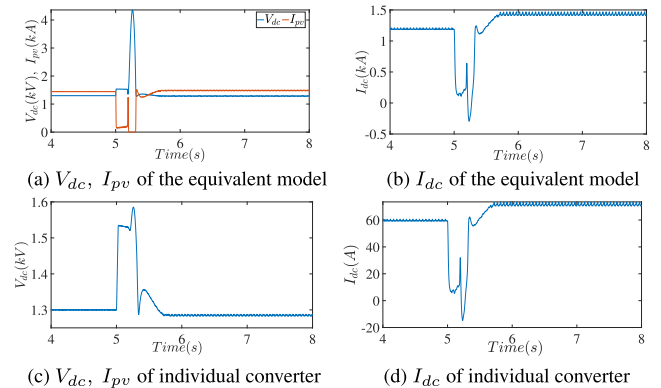 V_dc − I_pv
V_dc(kV), I_pv(kA)
4
3
2
1
0
4 5 6 7 8
Time(s)
(a) V_dc, I_pv of the equivalent model
I_dc(kA)
1.5
1
0.5
0
-0.5
4 5 6 7 8
Time(s)
(b) I_dc of the equivalent model
V_dc(kV)
1.6
1.5
1.4
1.3
4 5 6 7 8
Time(s)
(c) V_dc, I_pv of individual converter
I_dc(A)
60
40
20
0
-20
4 5 6 7 8
Time(s)
(d) I_dc of individual converter